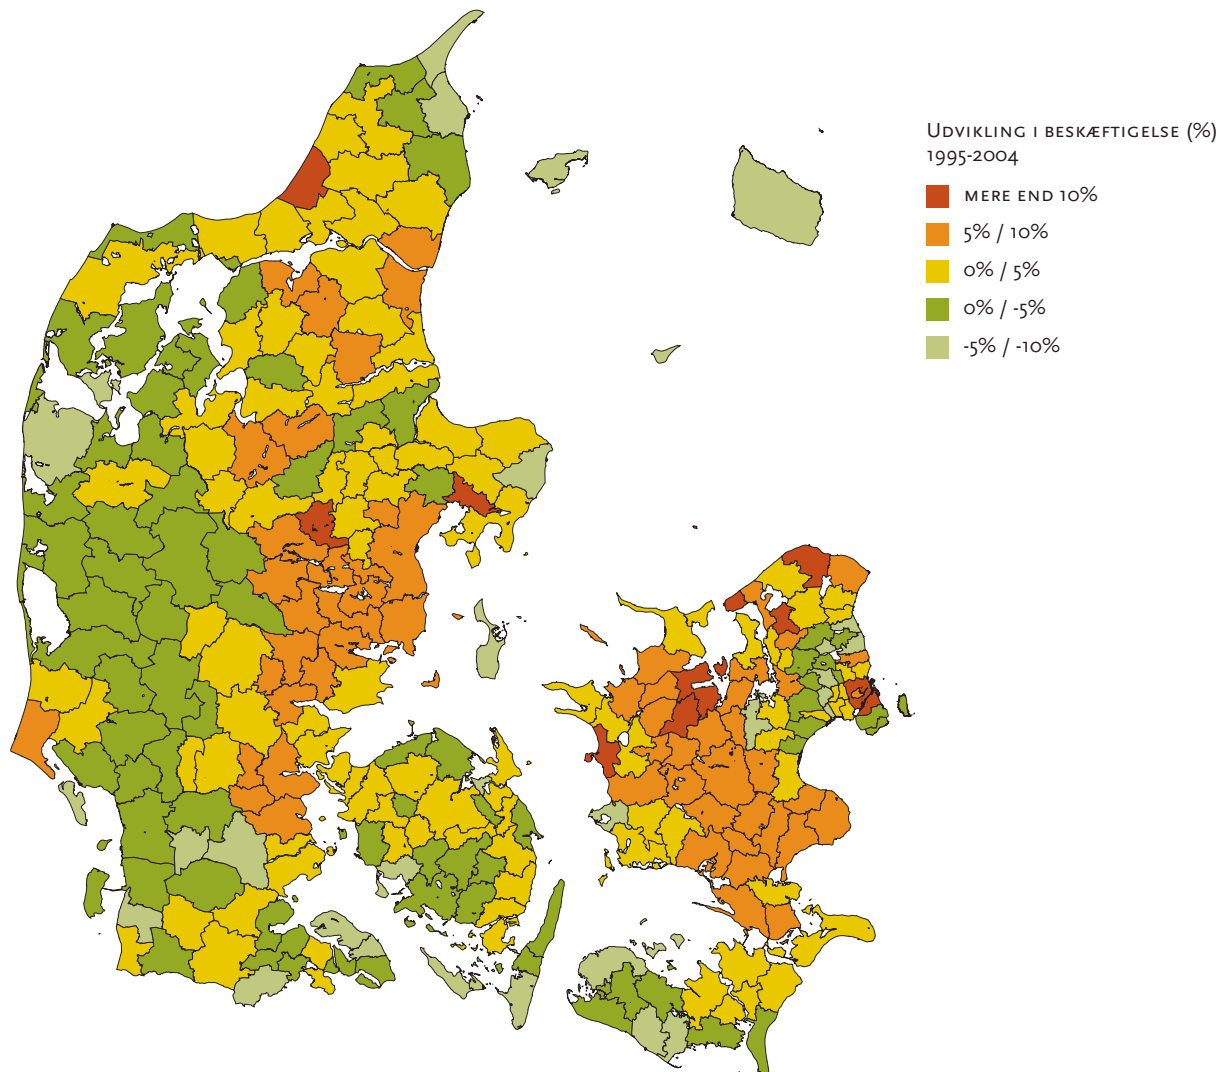 Udvikling i beskæftigelse (%)
1995-2004
mere end 10%
5% / 10%
0% / 5%
0% / -5%
-5% / -10%